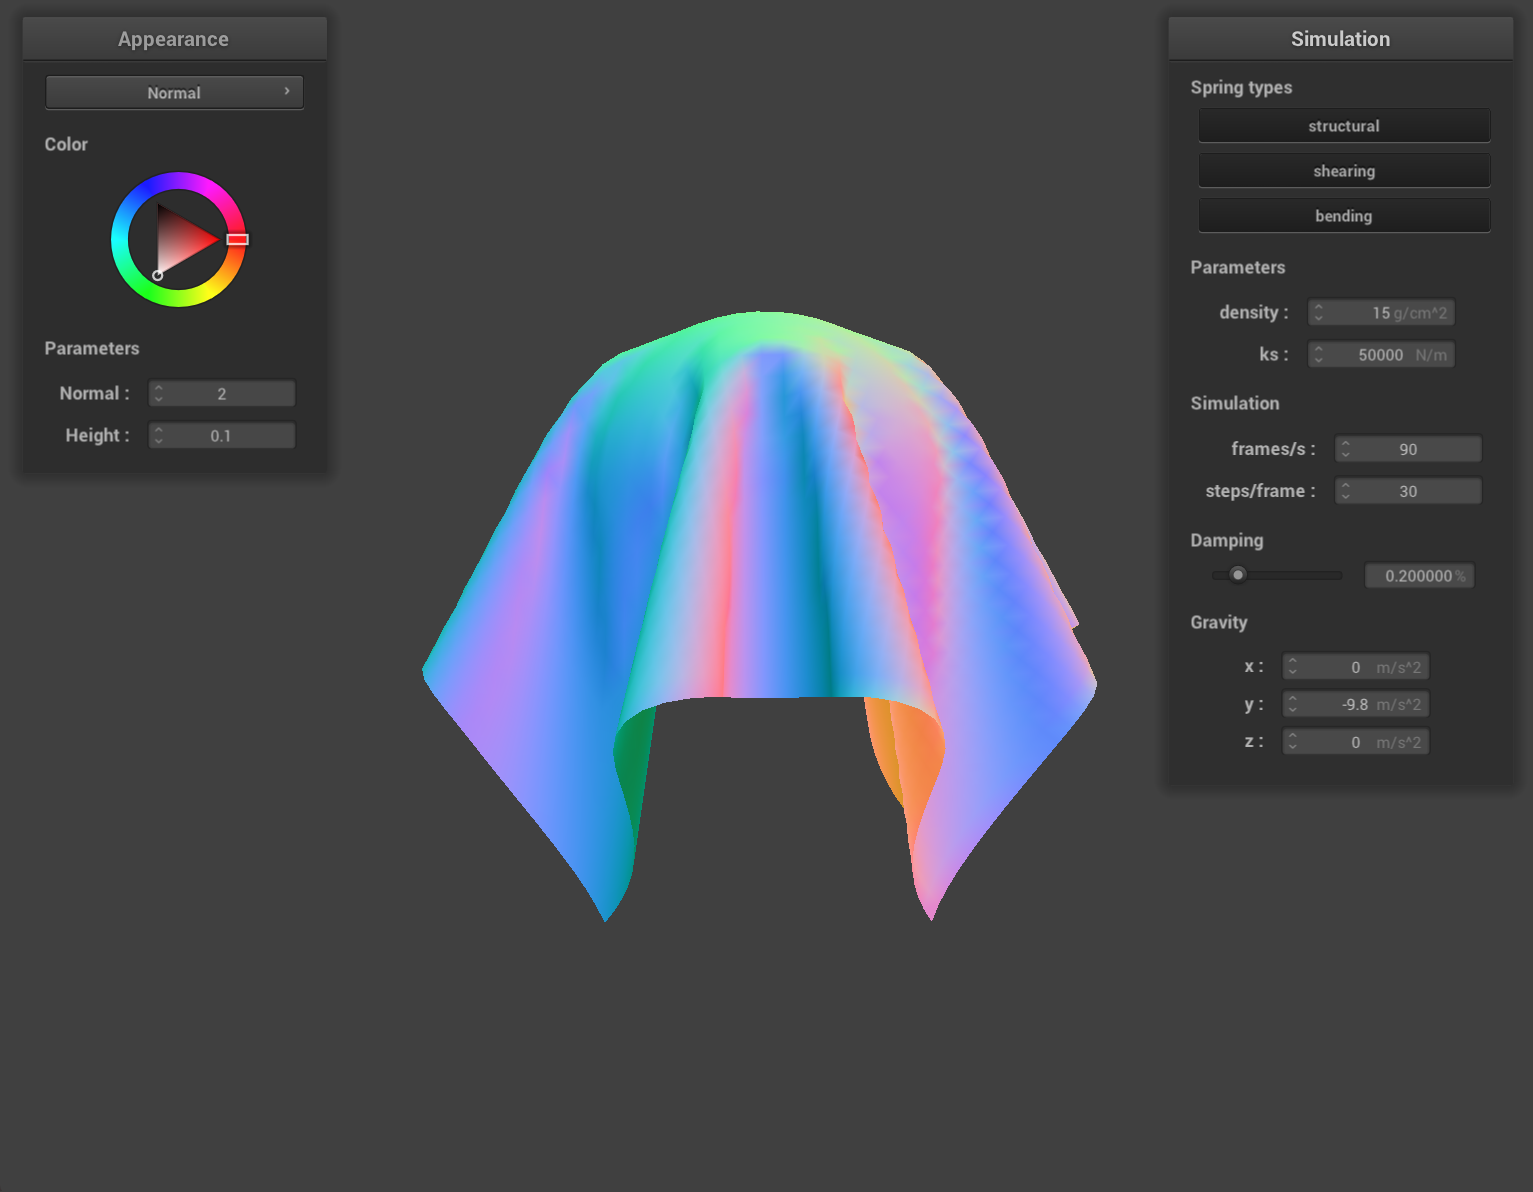 Appearance
Normal
Color
Parameters
Normal : 2
Height : 0.1
Simulation
Spring types
structural
shearing
bending
Parameters
density : 15 g/cm^2
ks : 50000 N/m
Simulation
frames/s : 90
steps/frame : 30
Damping
0.200000 %
Gravity
x : 0 m/s^2
y : -9.8 m/s^2
z : 0 m/s^2